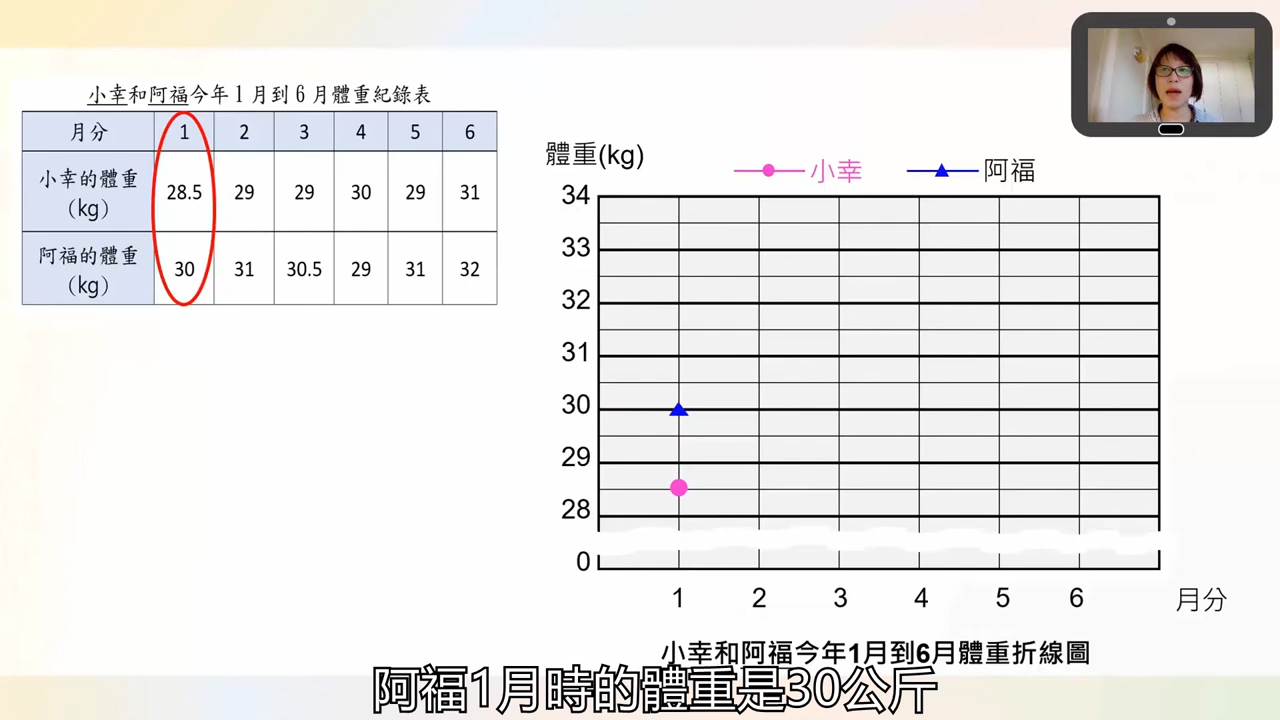 小幸和阿福今年1月到6月體重紀錄表
月分 1 2 3 4 5 6
小幸的體重(kg) 28.5 29 29 30 29 31
阿福的體重(kg) 30 31 30.5 29 31 32
體重(kg)
小幸 阿福
34
33
32
31
30
29
28
0
1 2 3 4 5 6 月分
小幸和阿福今年1月到6月體重折線圖
阿福1月時的體重是30公斤